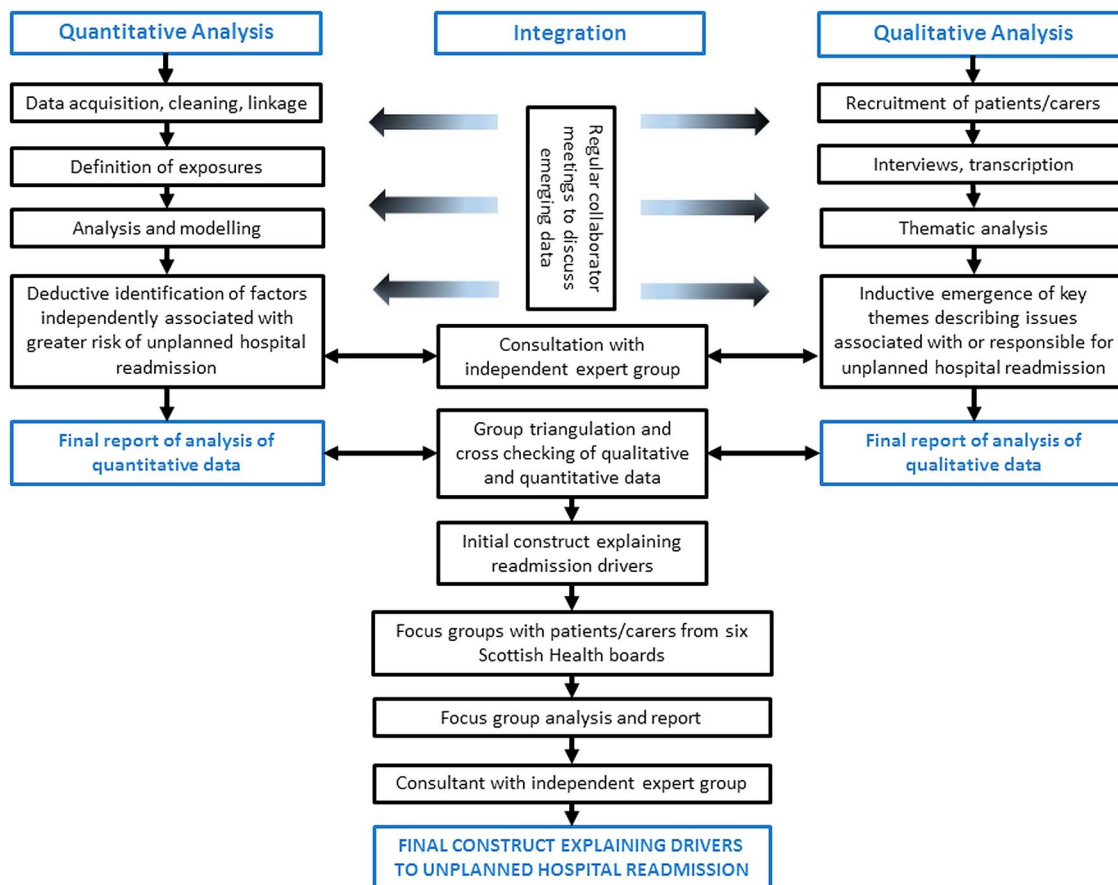 Quantitative Analysis
Data acquisition, cleaning, linkage
Definition of exposures
Analysis and modelling
Deductive identification of factors
independently associated with
greater risk of unplanned hospital
readmission
Final report of analysis of
quantitative data
Integration
Regular collaborator
meetings to discuss
emerging data
Consultation with
independent expert group
Group triangulation and
cross checking of qualitative
and quantitative data
Initial construct explaining
readmission drivers
Focus groups with patients/carers from six
Scottish Health boards
Focus group analysis and report
Consultant with independent expert group
FINAL CONSTRUCT EXPLAINING DRIVERS
TO UNPLANNED HOSPITAL READMISSION
Qualitative Analysis
Recruitment of patients/carers
Interviews, transcription
Thematic analysis
Inductive emergence of key
themes describing issues
associated with or responsible for
unplanned hospital readmission
Final report of analysis of
qualitative data